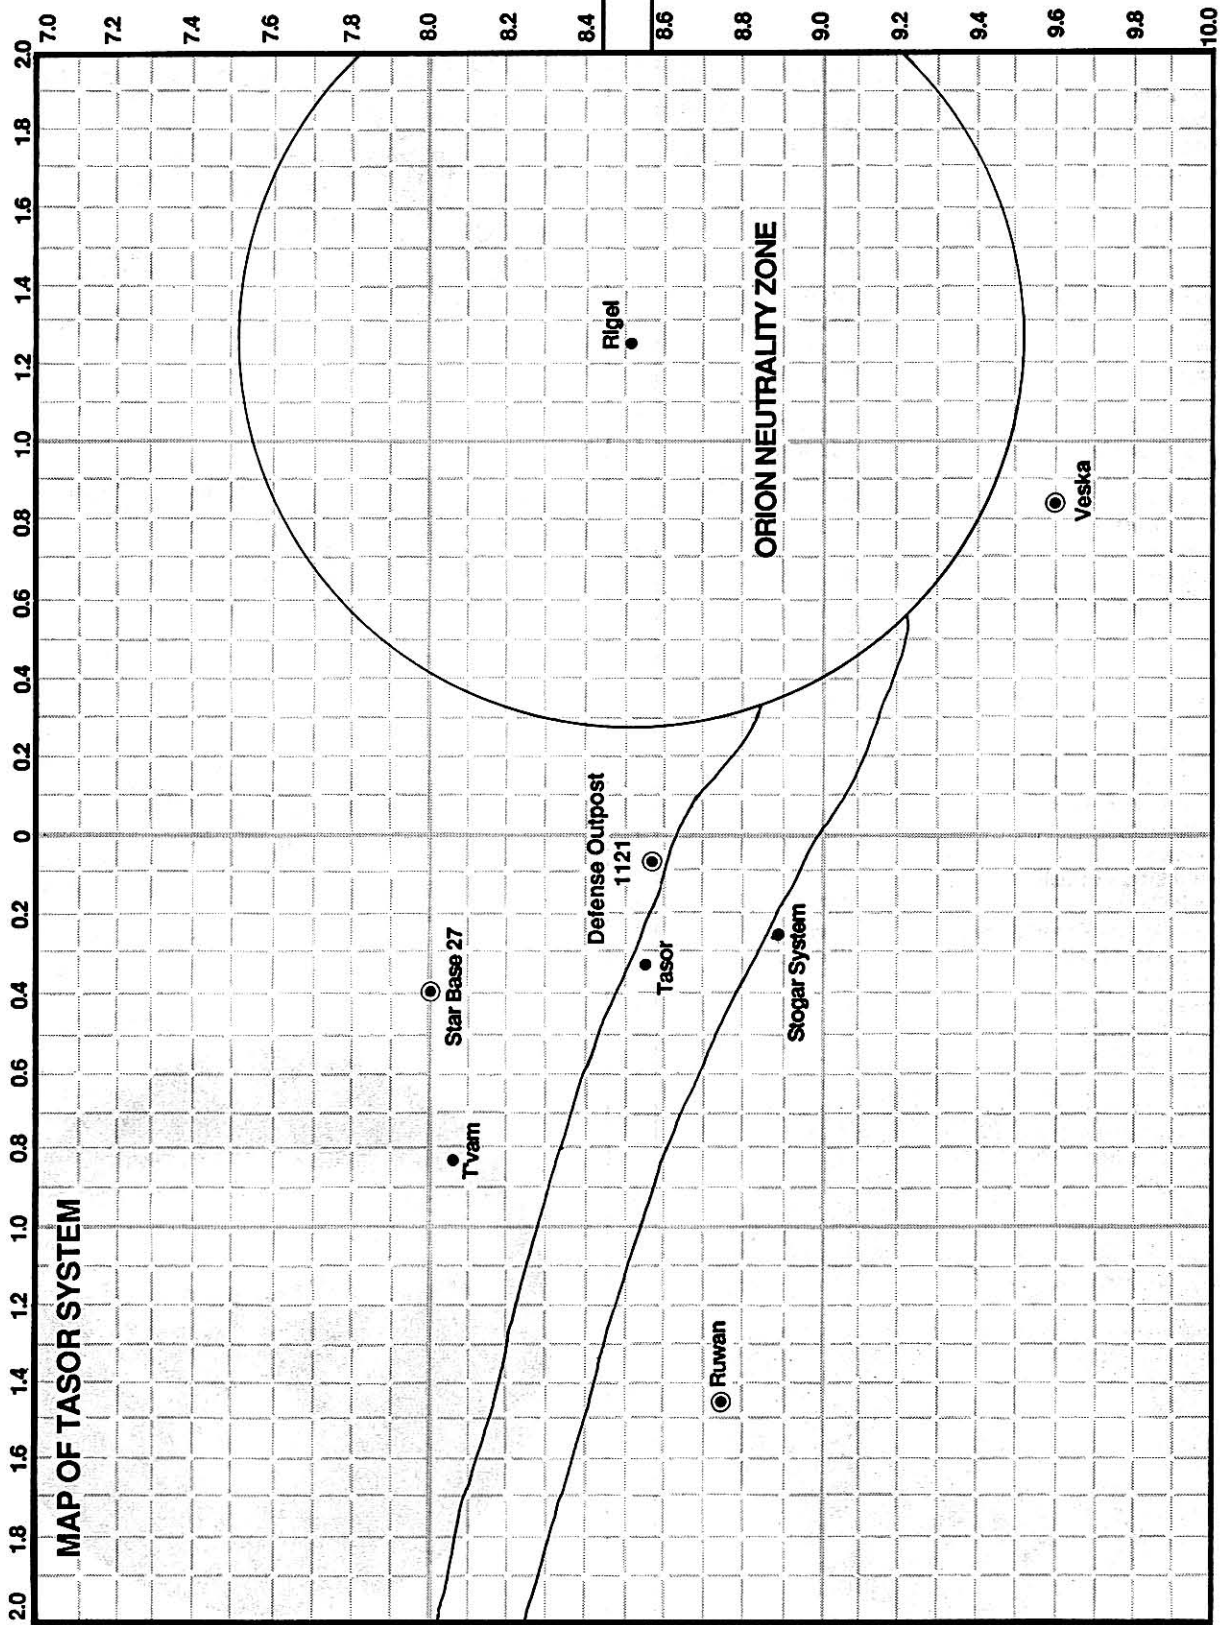 2.0 1.8 1.6 1.4 1.2 1.0 0.8 0.6 0.4 0.2 0 0.2 0.4 0.6 0.8 1.0 1.2 1.4 1.6 1.8 2.0
MAP OF TASOR SYSTEM
7.0
7.2
7.4
7.6
7.8
8.0
8.2
8.4
8.6
8.8
9.0
9.2
9.4
9.6
9.8
10.0
Star Base 27
Tvam
Defense Outpost
1121
Rigel
Tasor
Ruwan
ORION NEUTRALITY ZONE
Stogar System
Veska